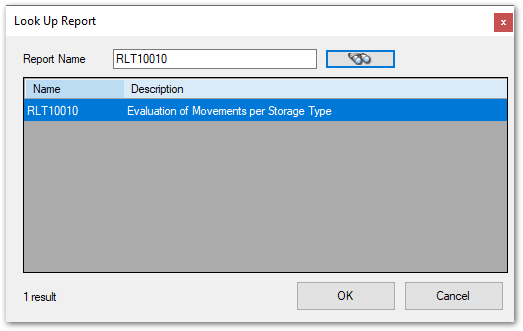 Look Up Report
x
Report Name RLT10010
Name Description
RLT10010 Evaluation of Movements per Storage Type
1 result OK Cancel